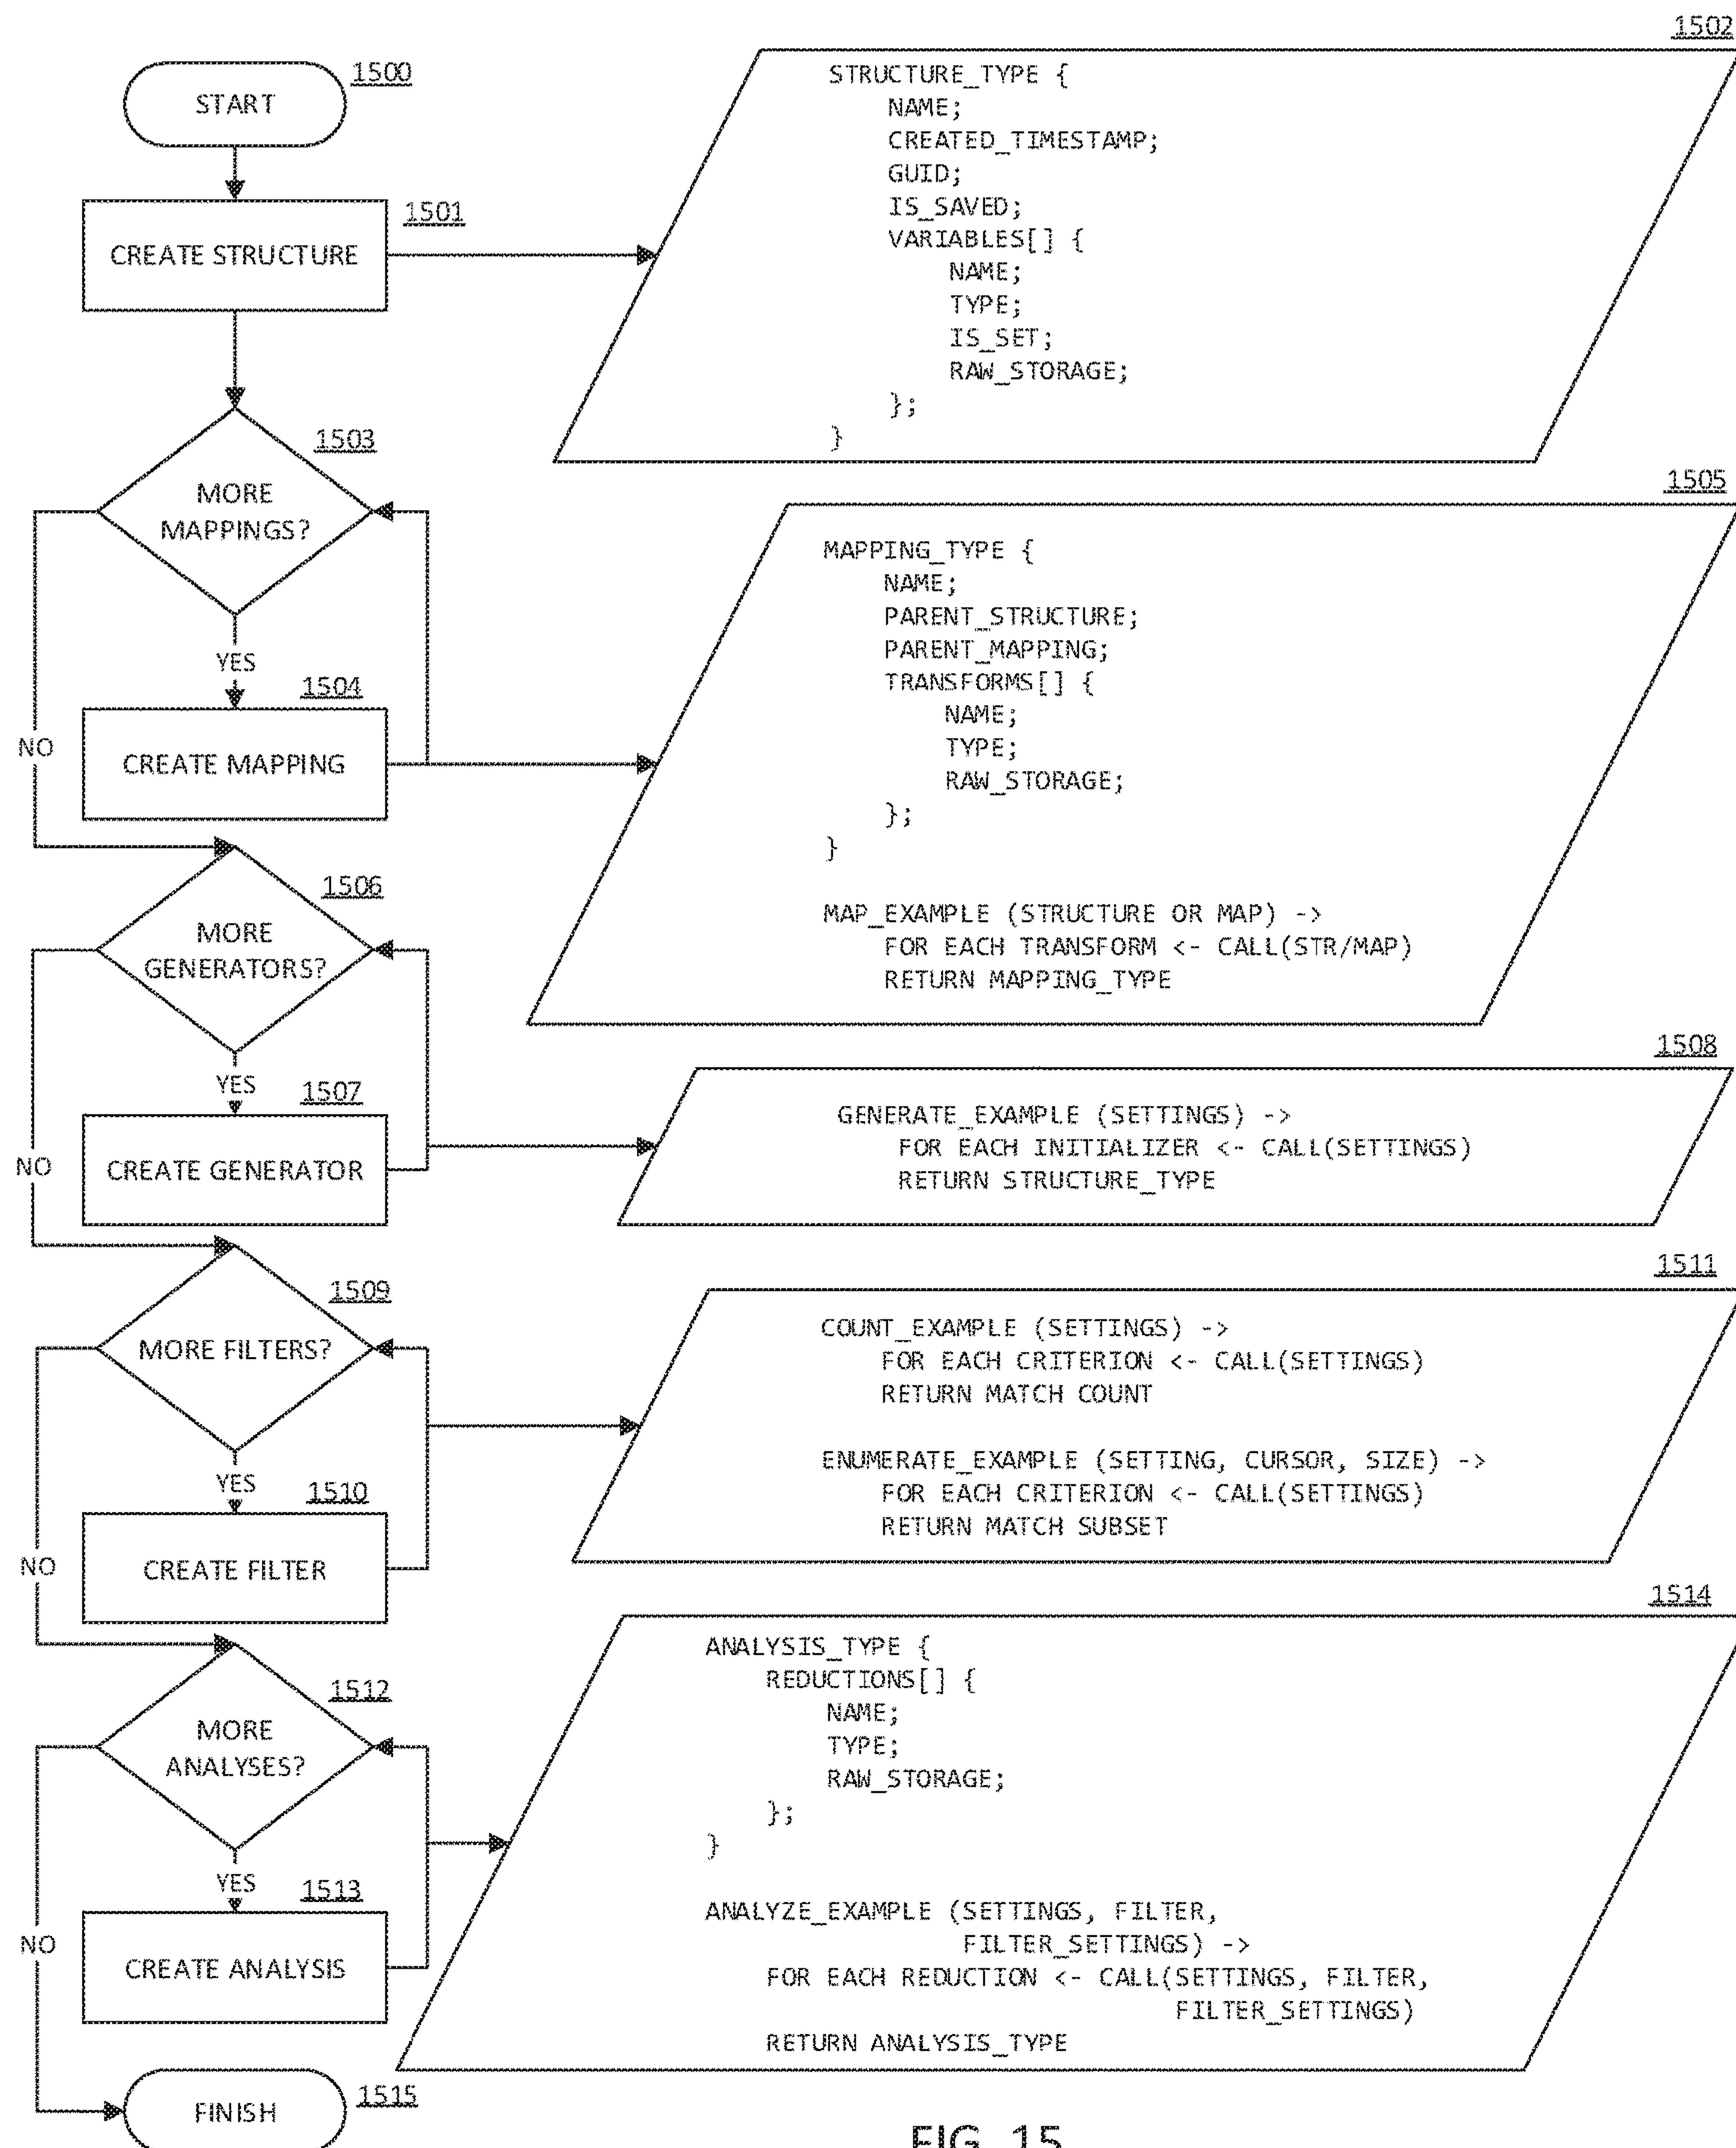 1500
START
1501
CREATE STRUCTURE
1502
STRUCTURE_TYPE {
NAME;
CREATED_TIMESTAMP;
GUID;
IS_SAVED;
VARIABLES[] {
NAME;
TYPE;
IS_SET;
RAW_STORAGE;
};
}
1503
MORE
MAPPINGS?
YES
NO
1504
CREATE MAPPING
1505
MAPPING_TYPE {
NAME;
PARENT_STRUCTURE;
PARENT_MAPPING;
TRANSFORMS[] {
NAME;
TYPE;
RAW_STORAGE;
};
}
MAP_EXAMPLE (STRUCTURE OR MAP) ->
FOR EACH TRANSFORM <- CALL(STR/MAP)
RETURN MAPPING_TYPE
1506
MORE
GENERATORS?
YES
NO
1507
CREATE GENERATOR
1508
GENERATE_EXAMPLE (SETTINGS) ->
FOR EACH INITIALIZER <- CALL(SETTINGS)
RETURN STRUCTURE_TYPE
1509
MORE FILTERS?
YES
NO
1510
CREATE FILTER
1511
COUNT_EXAMPLE (SETTINGS) ->
FOR EACH CRITERION <- CALL(SETTINGS)
RETURN MATCH COUNT
ENUMERATE_EXAMPLE (SETTING, CURSOR, SIZE) ->
FOR EACH CRITERION <- CALL(SETTINGS)
RETURN MATCH SUBSET
1512
MORE
ANALYSES?
YES
NO
1513
CREATE ANALYSIS
1514
ANALYSIS_TYPE {
REDUCTIONS[] {
NAME;
TYPE;
RAW_STORAGE;
};
}
ANALYZE_EXAMPLE (SETTINGS, FILTER,
FILTER_SETTINGS) ->
FOR EACH REDUCTION <- CALL(SETTINGS, FILTER,
FILTER_SETTINGS)
RETURN ANALYSIS_TYPE
1515
FINISH
FIG. 15